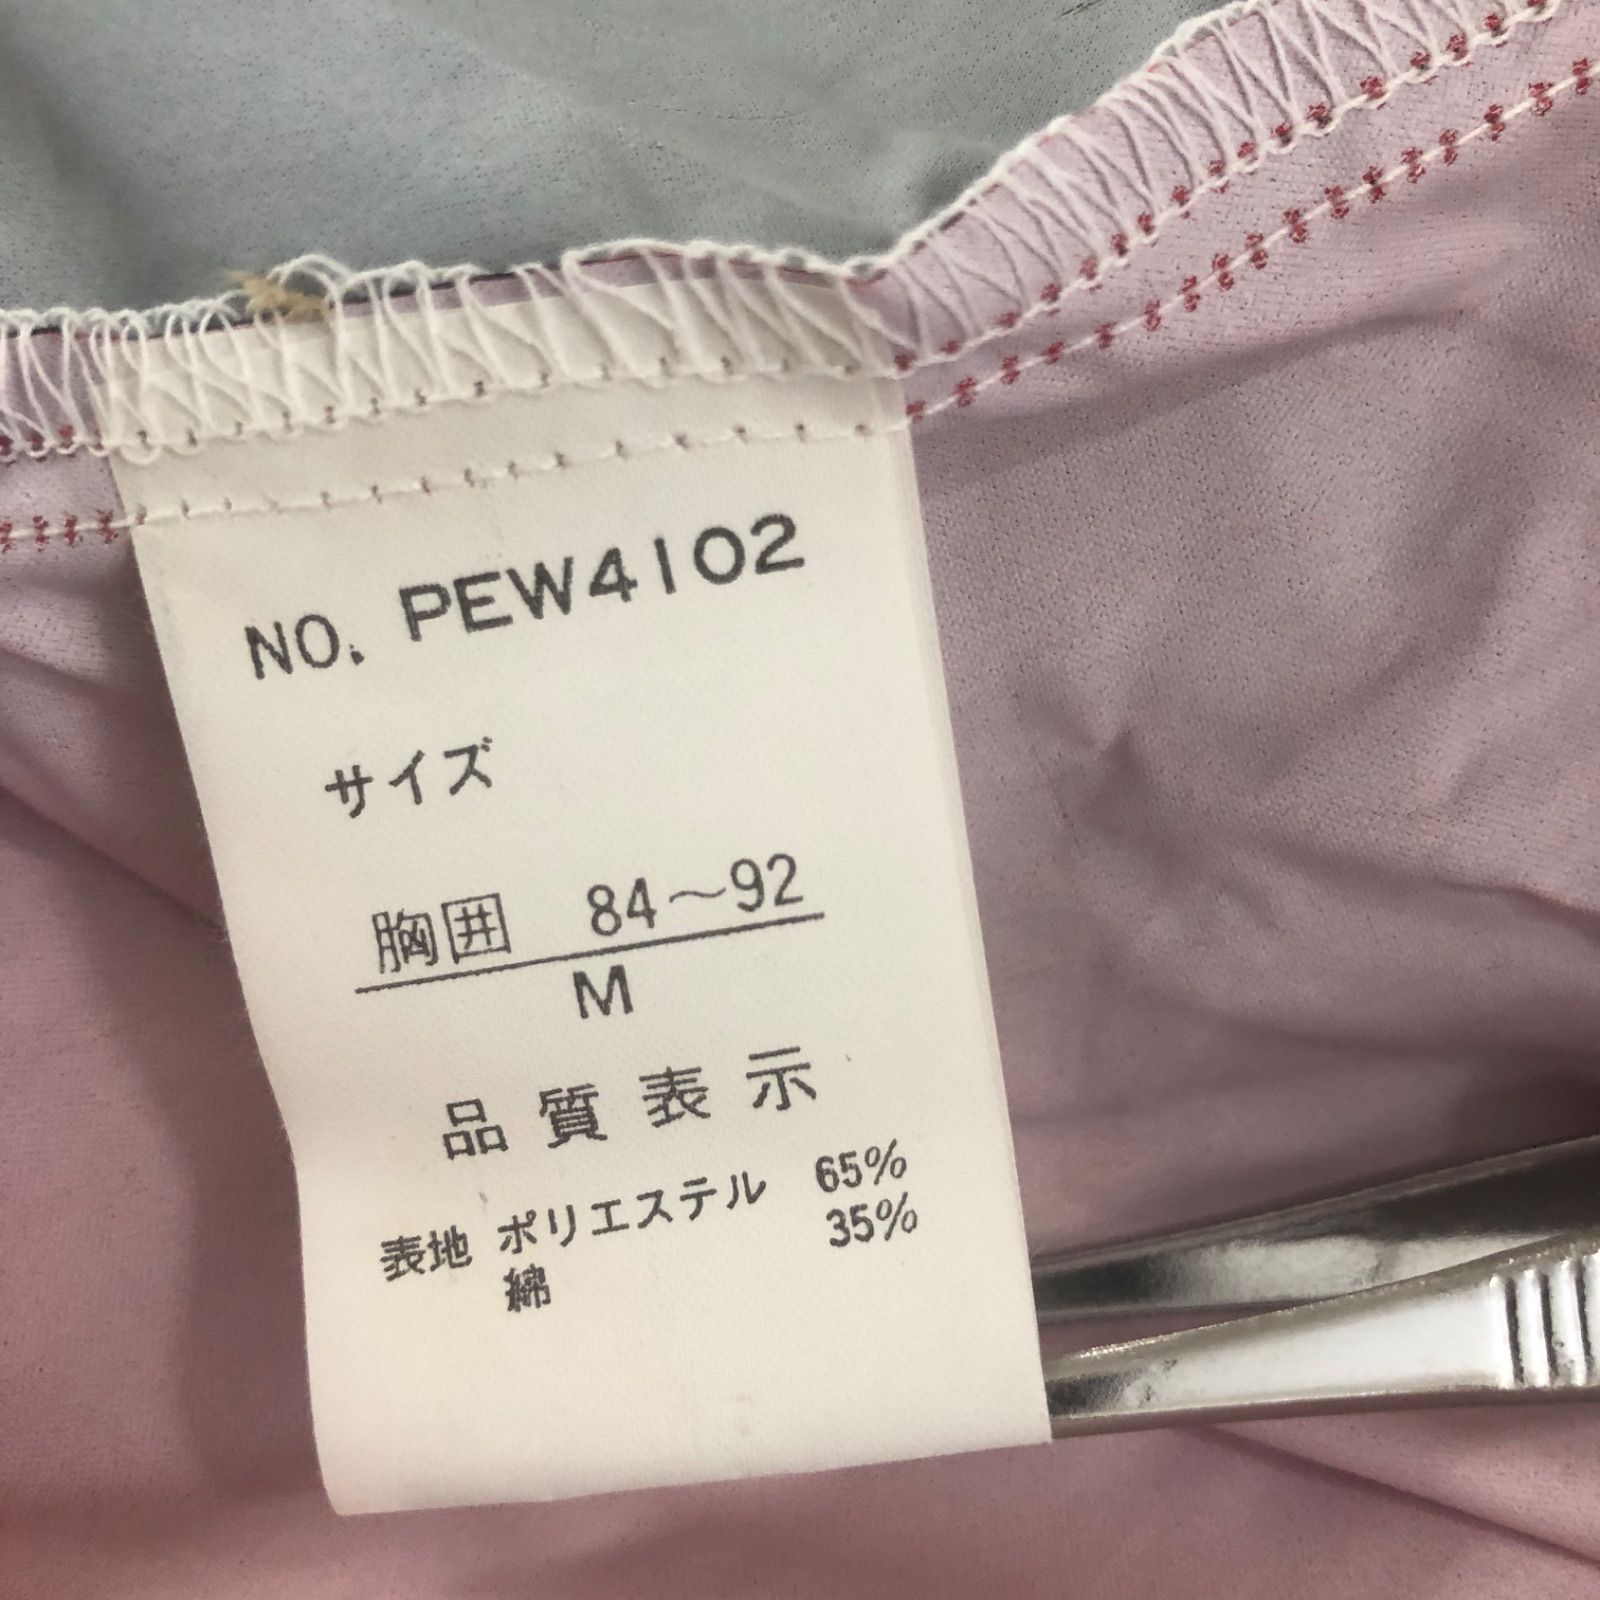 NO. PEW4102
サイズ
胸囲 84～92
M
品質表示
表地 ポリエステル 65%
綿 35%